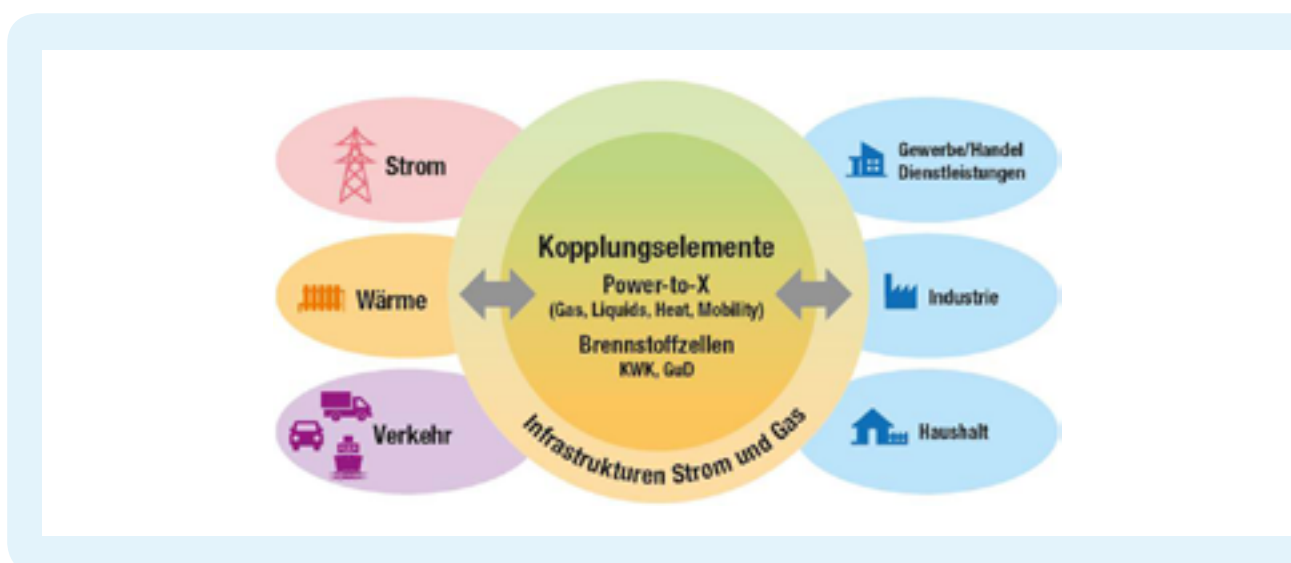 Strom
Wärme
Verkehr
Kopplungselemente
Power-to-X
(Gas, Liquids, Heat, Mobility)
Brennstoffzellen
KWK, GuD
Infrastrukturen Strom und Gas
Gewerbe/Handel
Dienstleistungen
Industrie
Haushalt